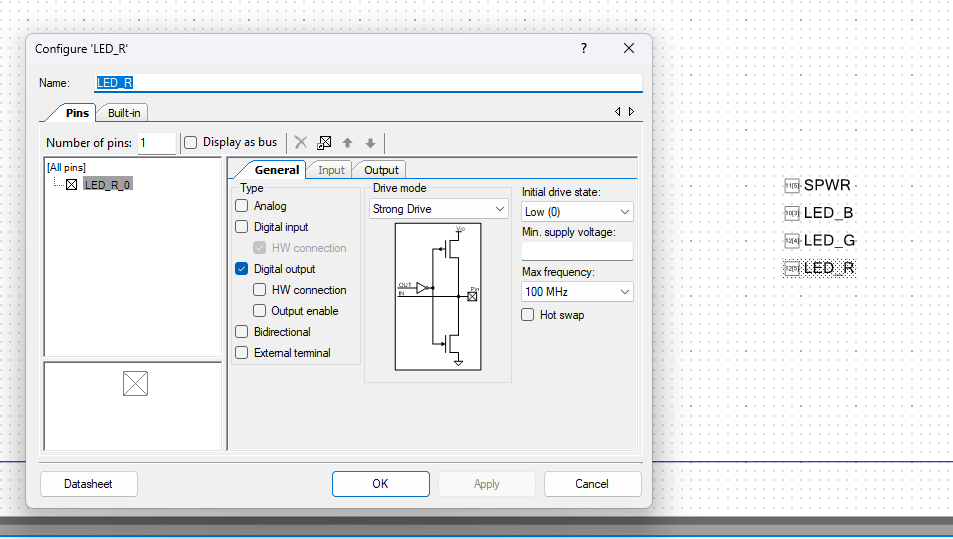 Configure 'LED_R'
?
Name: LED_R
Pins Built-in
Number of pins: 1 Display as bus
[All pins]
LED_R_0
General Input Output
Type
Analog
Digital input
HW connection
Digital output
HW connection
Output enable
Bidirectional
External terminal
Drive mode
Strong Drive
Vio
OUT
IN
Pin
Initial drive state:
Low (0)
Min. supply voltage:
Max frequency:
100 MHz
Hot swap
Datasheet OK Apply Cancel
11[5] SPWR
10[3] LED_B
12[4] LED_G
12[5] LED_R